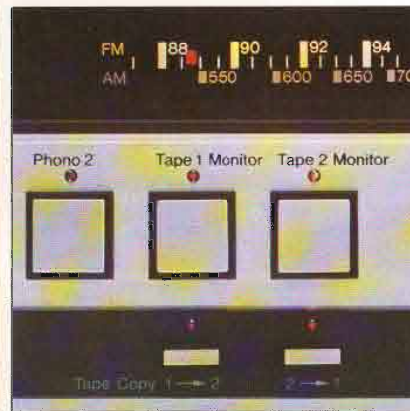 FM 88 90 92 94
AM 550 600 650 70
Phono 2 Tape 1 Monitor Tape 2 Monitor
Tape Copy 1 → 2 2 → 1